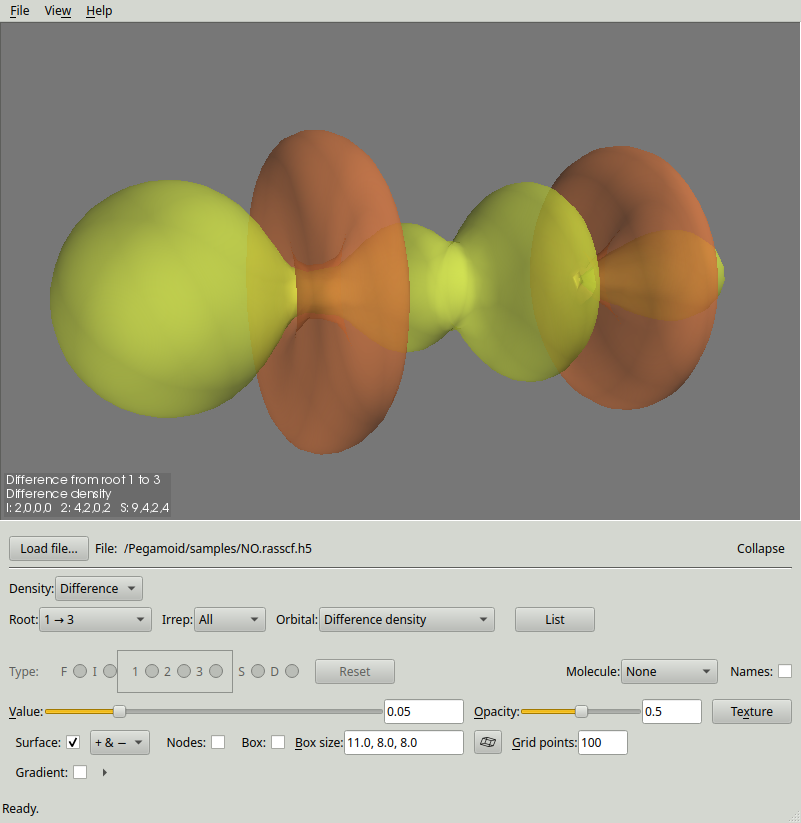 File View Help
Difference from root 1 to 3
Difference density
I: 2,0,0,0  2: 4,2,0,2  S: 9,4,2,4
Load file... File: /Pegamoid/samples/NO.rasscf.h5 Collapse
Density: Difference
Root: 1 → 3 Irrep: All Orbital: Difference density List
Type: F I 1 2 3 S D Reset Molecule: None Names:
Value: 0.05 Opacity: 0.5 Texture
Surface: + & − Nodes: Box: Box size: 11.0, 8.0, 8.0 Grid points: 100
Gradient:
Ready.